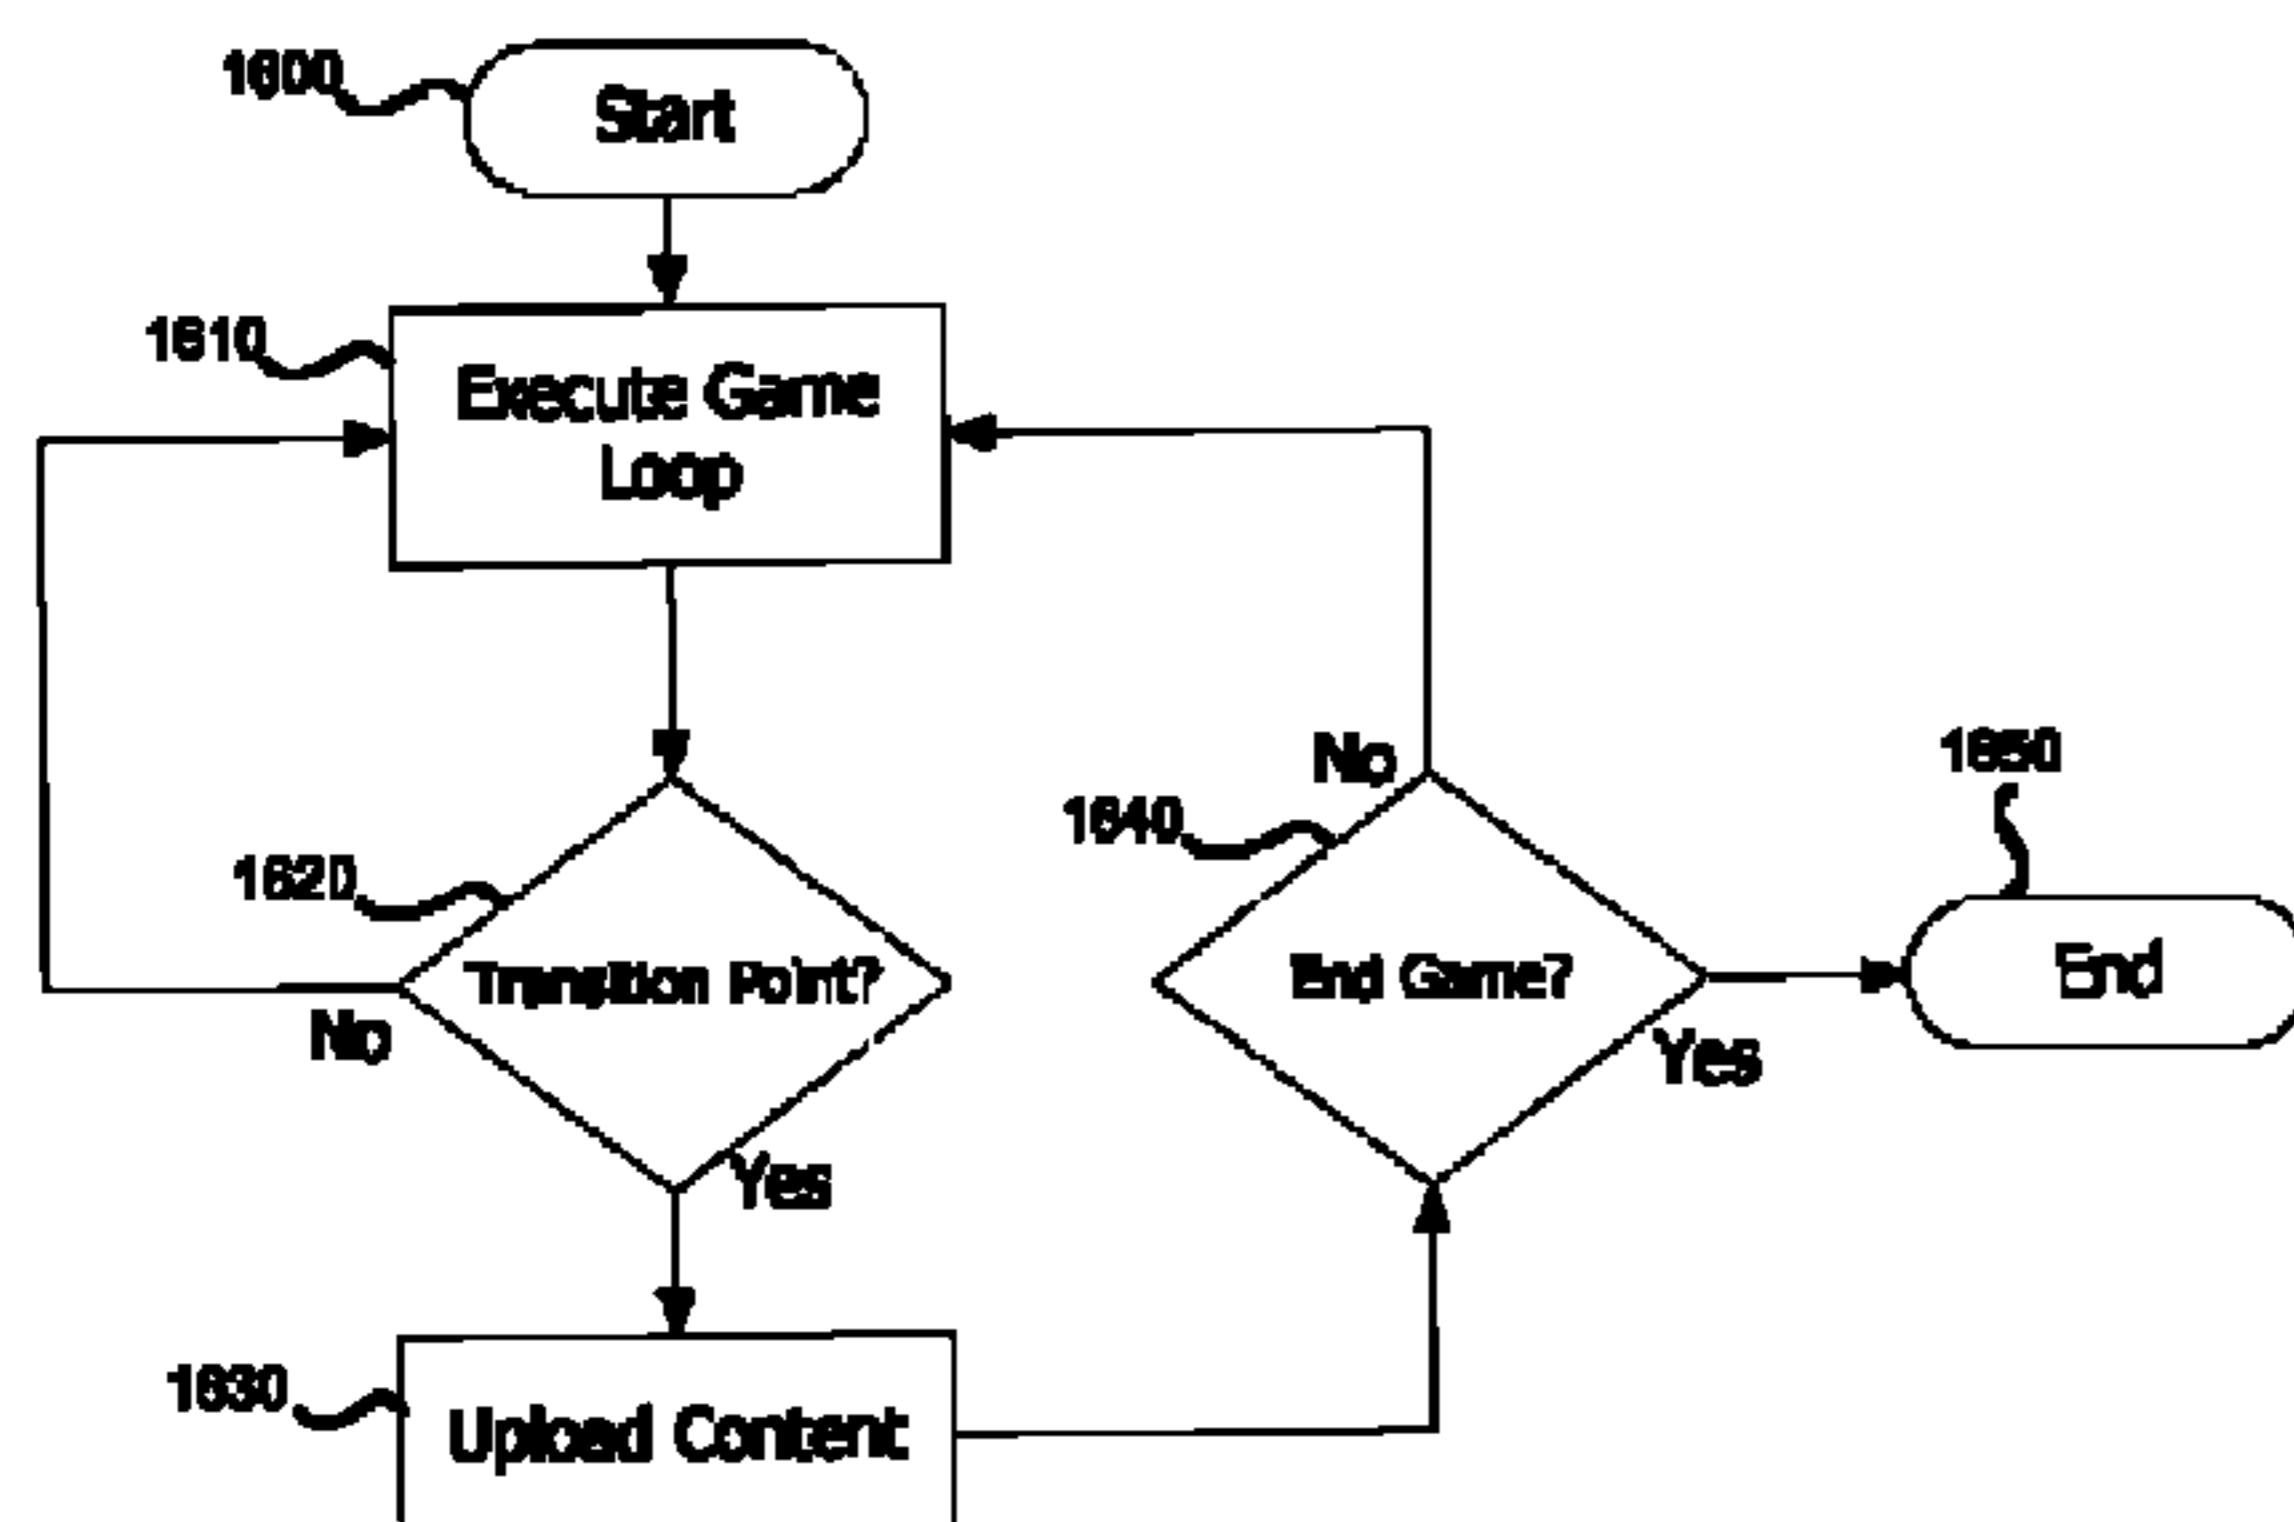 1600
Start
1610
Execute Game
Loop
No
1640
1650
1620
Transition Point?
End Game?
End
No
Yes
Yes
1630
Upload Content